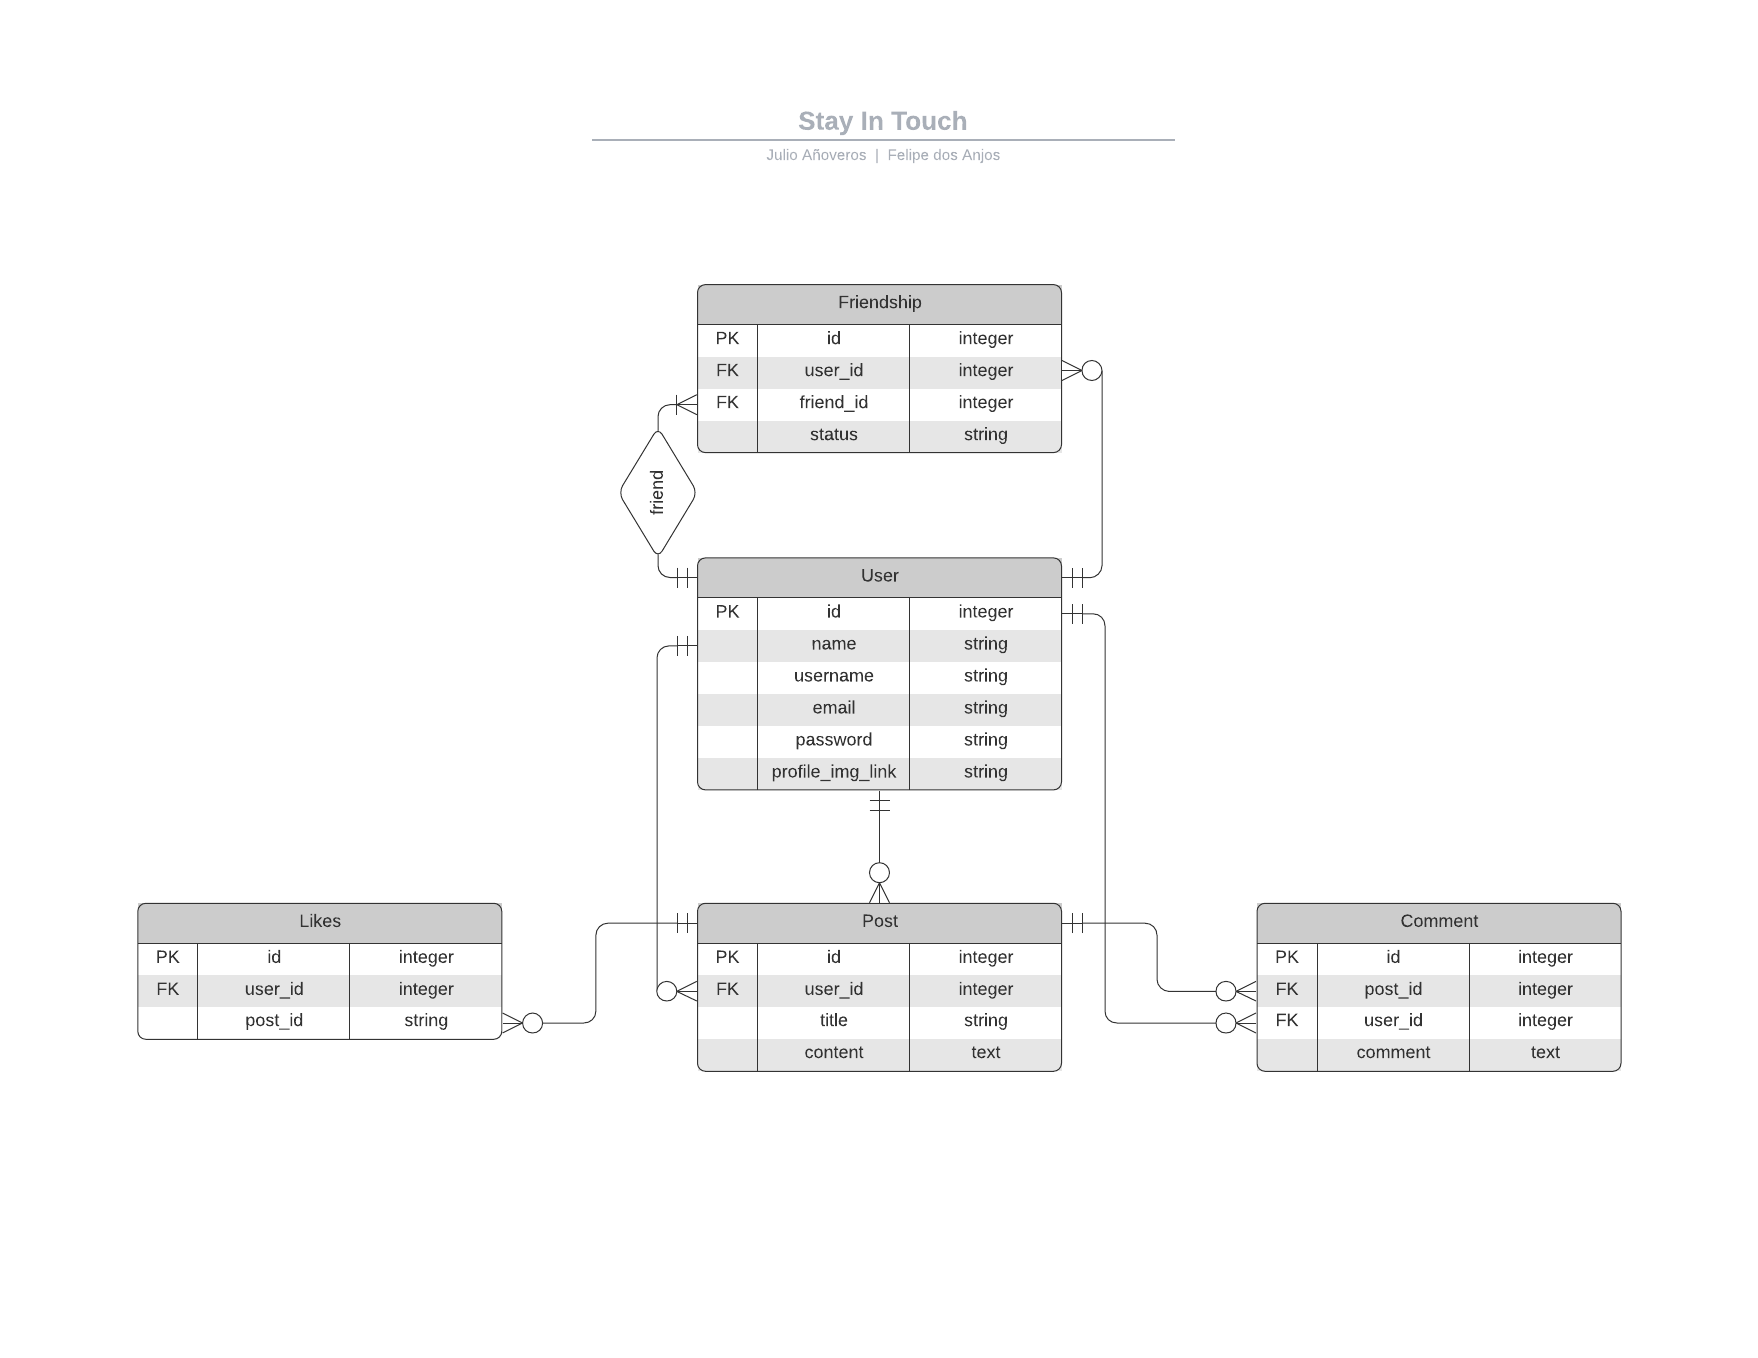 Stay In Touch
Julio Añoveros | Felipe dos Anjos
Friendship
PK id integer
FK user_id integer
FK friend_id integer
status string
friend
User
PK id integer
name string
username string
email string
password string
profile_img_link string
Likes
PK id integer
FK user_id integer
post_id string
Post
PK id integer
FK user_id integer
title string
content text
Comment
PK id integer
FK post_id integer
FK user_id integer
comment text